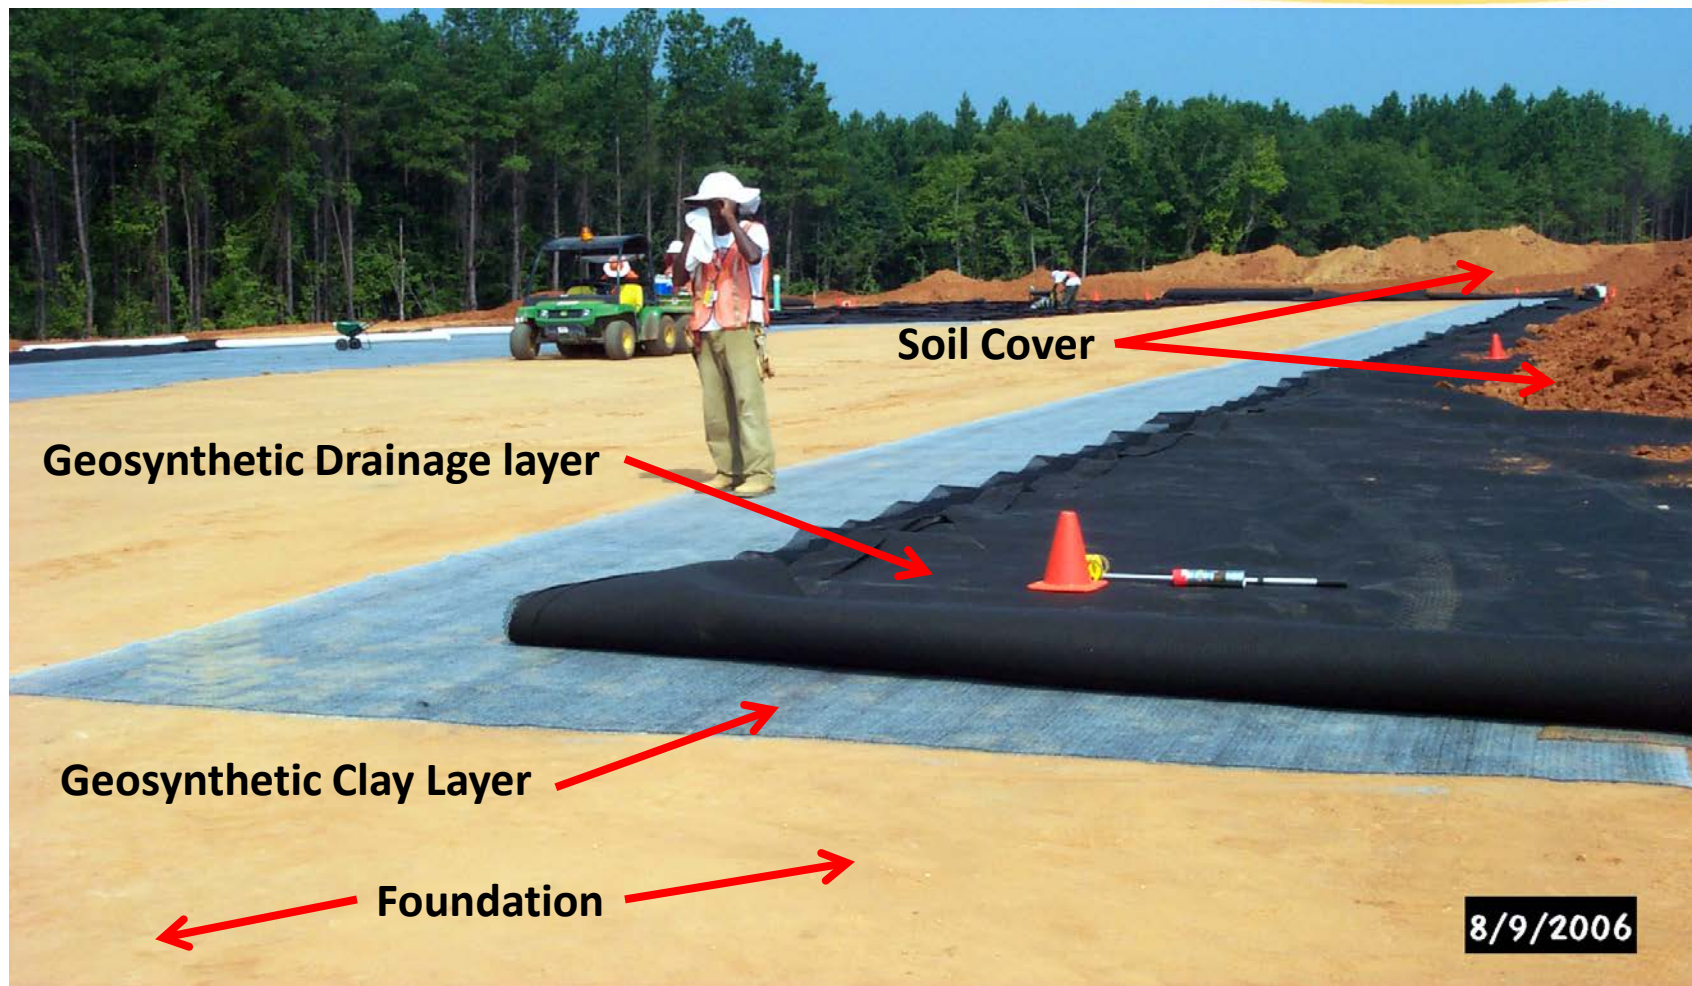 Soil Cover
Geosynthetic Drainage layer
Geosynthetic Clay Layer
Foundation
8/9/2006